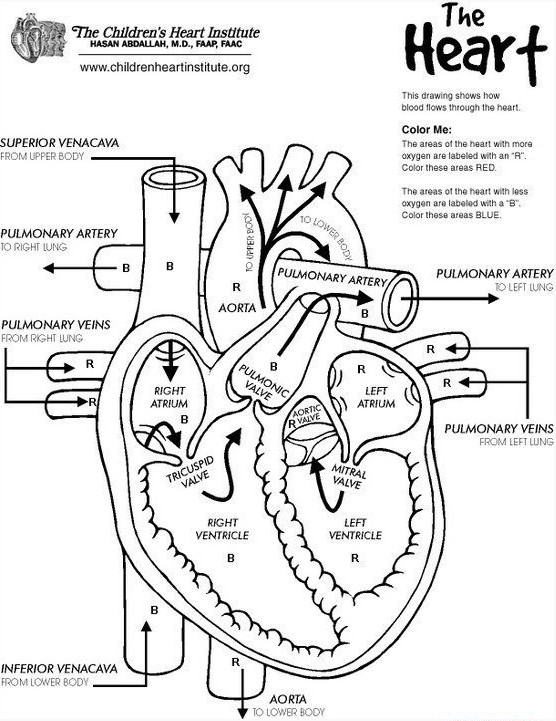 The Children's Heart Institute
HASAN ABDALLAH, M.D., FAAP, FAAC
www.childrenheartinstitute.org
The
Heart
This drawing shows how
blood flows through the heart.
Color Me:
The areas of the heart with more
oxygen are labeled with an "R".
Color these areas RED.
The areas of the heart with less
oxygen are labeled with a "B".
Color these areas BLUE.
SUPERIOR VENACAVA
FROM UPPER BODY
PULMONARY ARTERY
TO RIGHT LUNG
B
B
TO UPPER BODY
TO LOWER BODY
R
AORTA
PULMONARY ARTERY
B
PULMONARY ARTERY
TO LEFT LUNG
PULMONARY VEINS
FROM RIGHT LUNG
R
R
RIGHT
ATRIUM
B
B
PULMONIC
VALVE
AORTIC
VALVE
R
R
LEFT
ATRIUM
R
R
PULMONARY VEINS
FROM LEFT LUNG
TRICUSPID
VALVE
MITRAL
VALVE
RIGHT
VENTRICLE
B
LEFT
VENTRICLE
R
B
INFERIOR VENACAVA
FROM LOWER BODY
R
AORTA
TO LOWER BODY